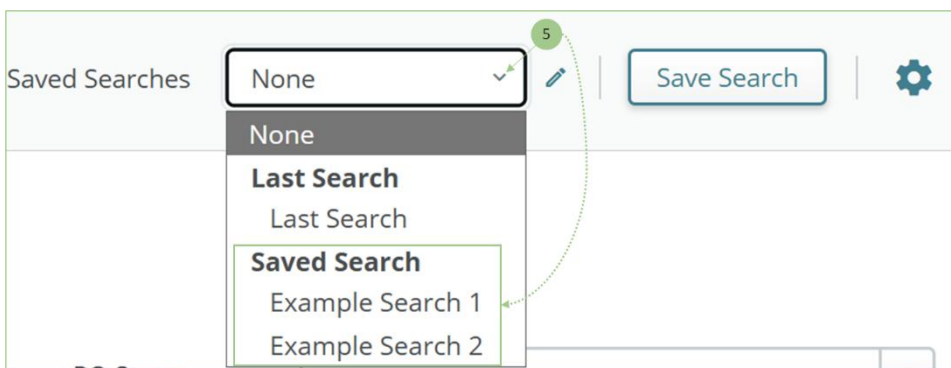 5
Saved Searches None Save Search
None
Last Search
Last Search
Saved Search
Example Search 1
Example Search 2